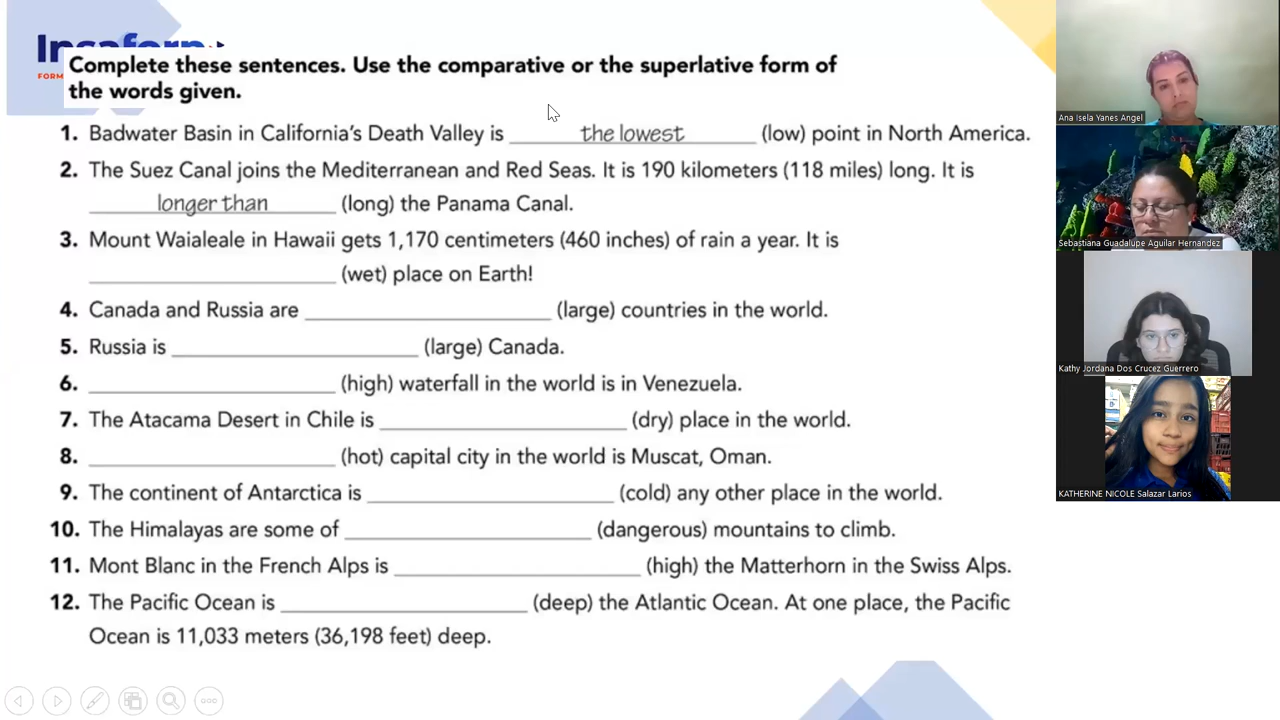 Insaforp
FORM
Complete these sentences. Use the comparative or the superlative form of
the words given.
1. Badwater Basin in California's Death Valley is the lowest (low) point in North America.
2. The Suez Canal joins the Mediterranean and Red Seas. It is 190 kilometers (118 miles) long. It is
longer than (long) the Panama Canal.
3. Mount Waialeale in Hawaii gets 1,170 centimeters (460 inches) of rain a year. It is
(wet) place on Earth!
4. Canada and Russia are (large) countries in the world.
5. Russia is (large) Canada.
6. (high) waterfall in the world is in Venezuela.
7. The Atacama Desert in Chile is (dry) place in the world.
8. (hot) capital city in the world is Muscat, Oman.
9. The continent of Antarctica is (cold) any other place in the world.
10. The Himalayas are some of (dangerous) mountains to climb.
11. Mont Blanc in the French Alps is (high) the Matterhorn in the Swiss Alps.
12. The Pacific Ocean is (deep) the Atlantic Ocean. At one place, the Pacific
Ocean is 11,033 meters (36,198 feet) deep.
Ana Isela Yanes Angel
Sebastiana Guadalupe Aguilar Hernandez
Kathy Jordana Dos Crucez Guerrero
KATHERINE NICOLE Salazar Larios